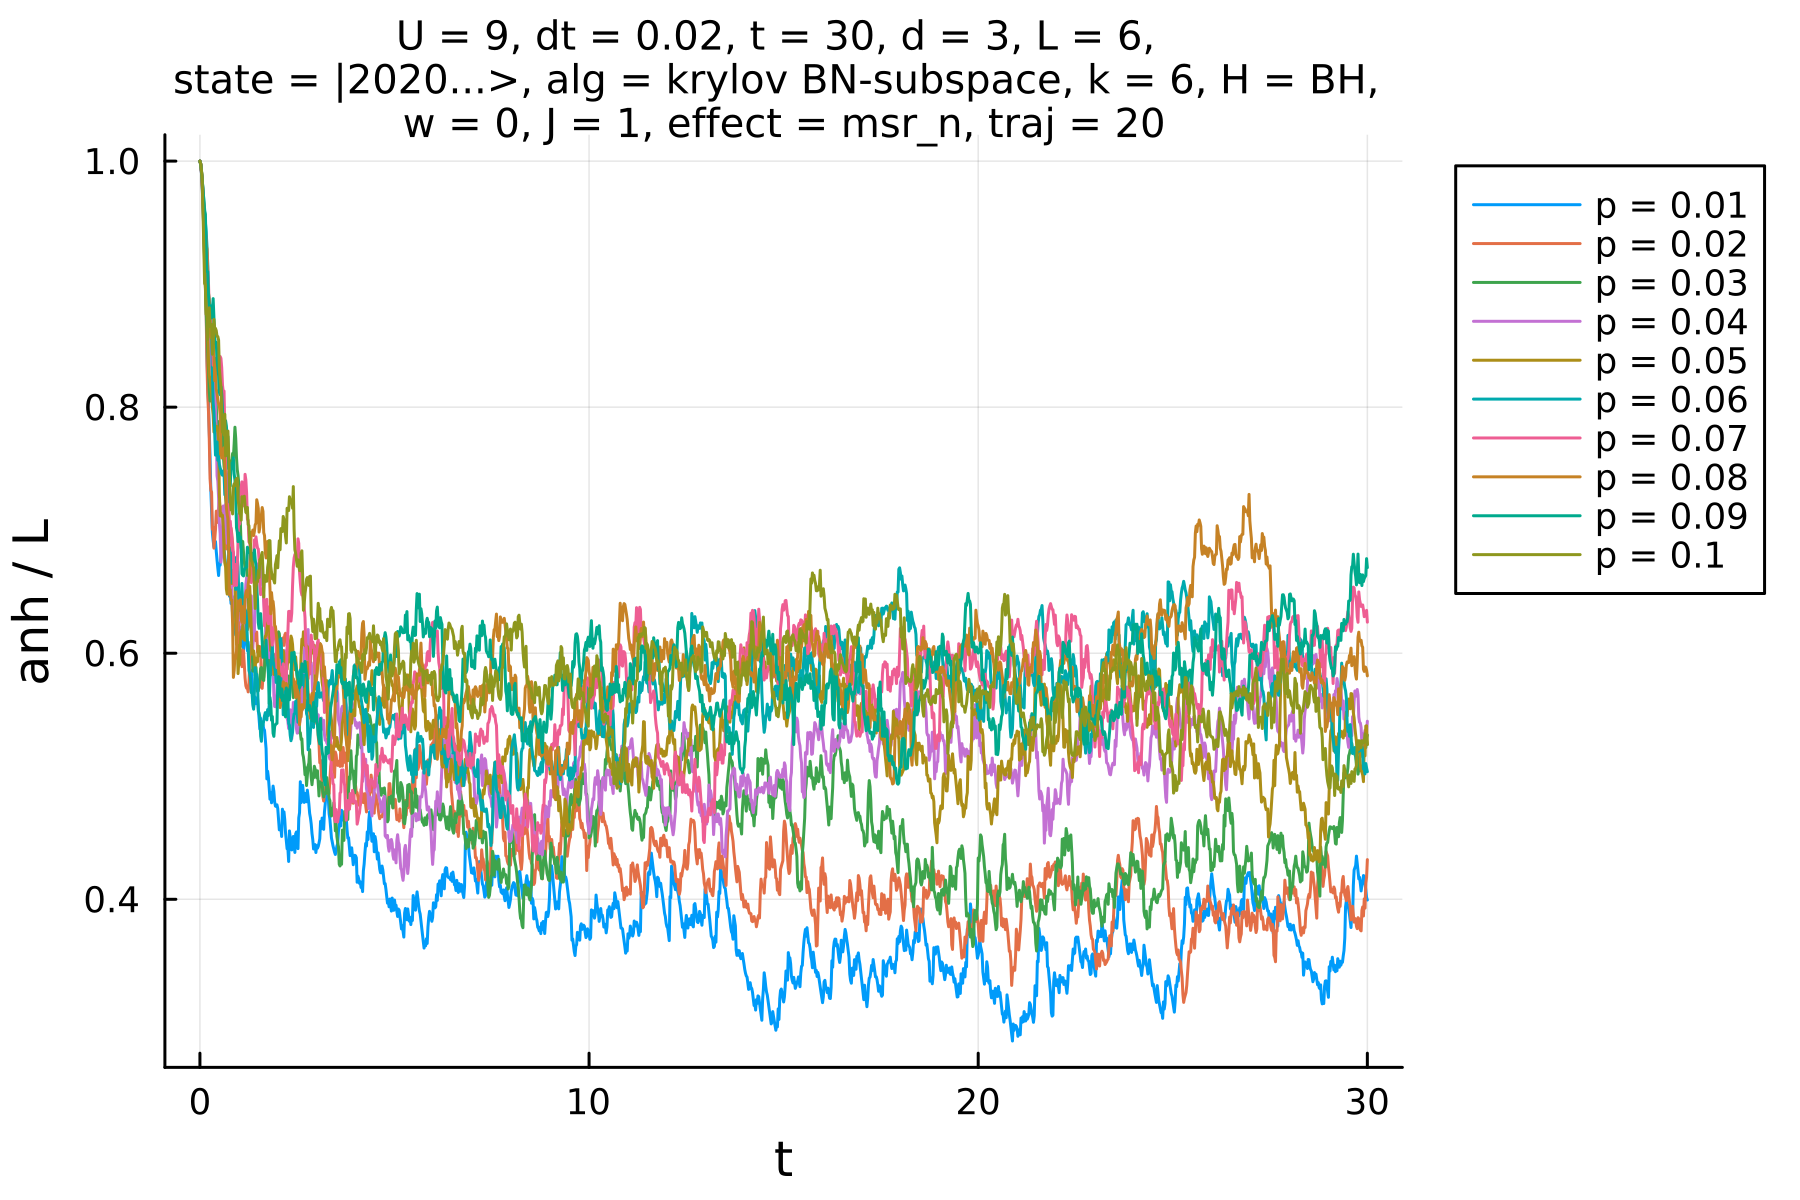 U = 9, dt = 0.02, t = 30, d = 3, L = 6,
state = |2020...>, alg = krylov BN-subspace, k = 6, H = BH,
w = 0, J = 1, effect = msr_n, traj = 20
anh / L
1.0
0.8
0.6
0.4
0
10
20
30
t
p = 0.01
p = 0.02
p = 0.03
p = 0.04
p = 0.05
p = 0.06
p = 0.07
p = 0.08
p = 0.09
p = 0.1